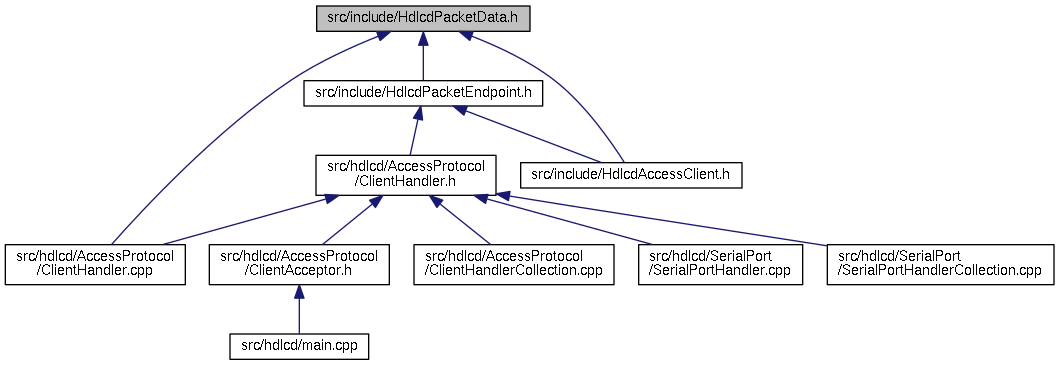 src/include/HdlcdPacketData.h
src/include/HdlcdPacketEndpoint.h
src/hdlcd/AccessProtocol
/ClientHandler.h
src/include/HdlcdAccessClient.h
src/hdlcd/AccessProtocol
/ClientHandler.cpp
src/hdlcd/AccessProtocol
/ClientAcceptor.h
src/hdlcd/AccessProtocol
/ClientHandlerCollection.cpp
src/hdlcd/SerialPort
/SerialPortHandler.cpp
src/hdlcd/SerialPort
/SerialPortHandlerCollection.cpp
src/hdlcd/main.cpp